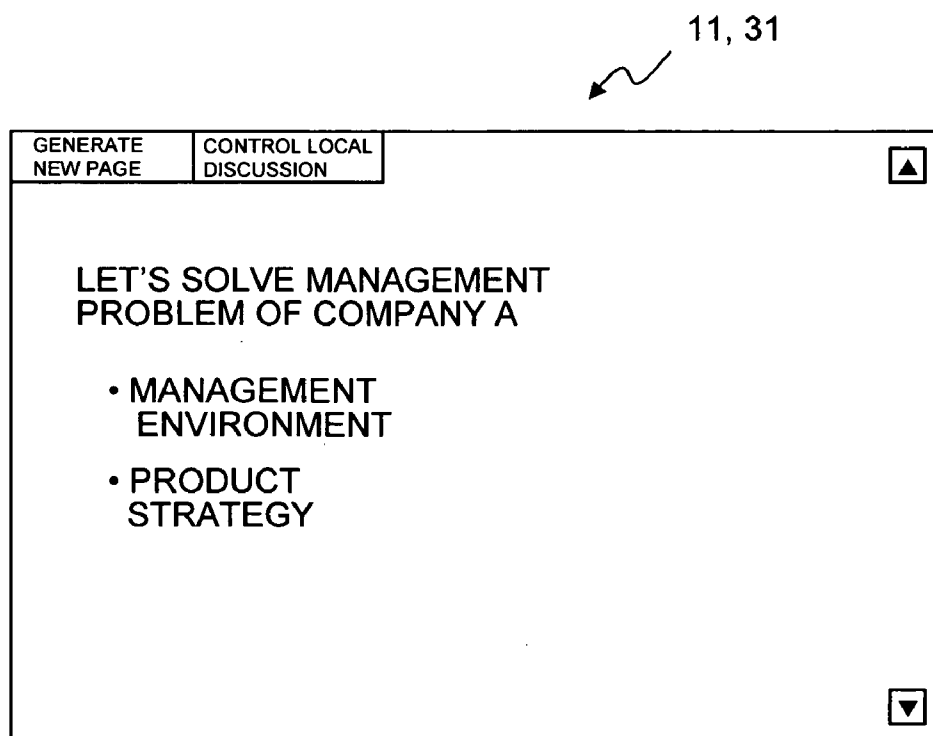 11, 31
GENERATE
NEW PAGE
CONTROL LOCAL
DISCUSSION
LET'S SOLVE MANAGEMENT
PROBLEM OF COMPANY A
• MANAGEMENT
ENVIRONMENT
• PRODUCT
STRATEGY